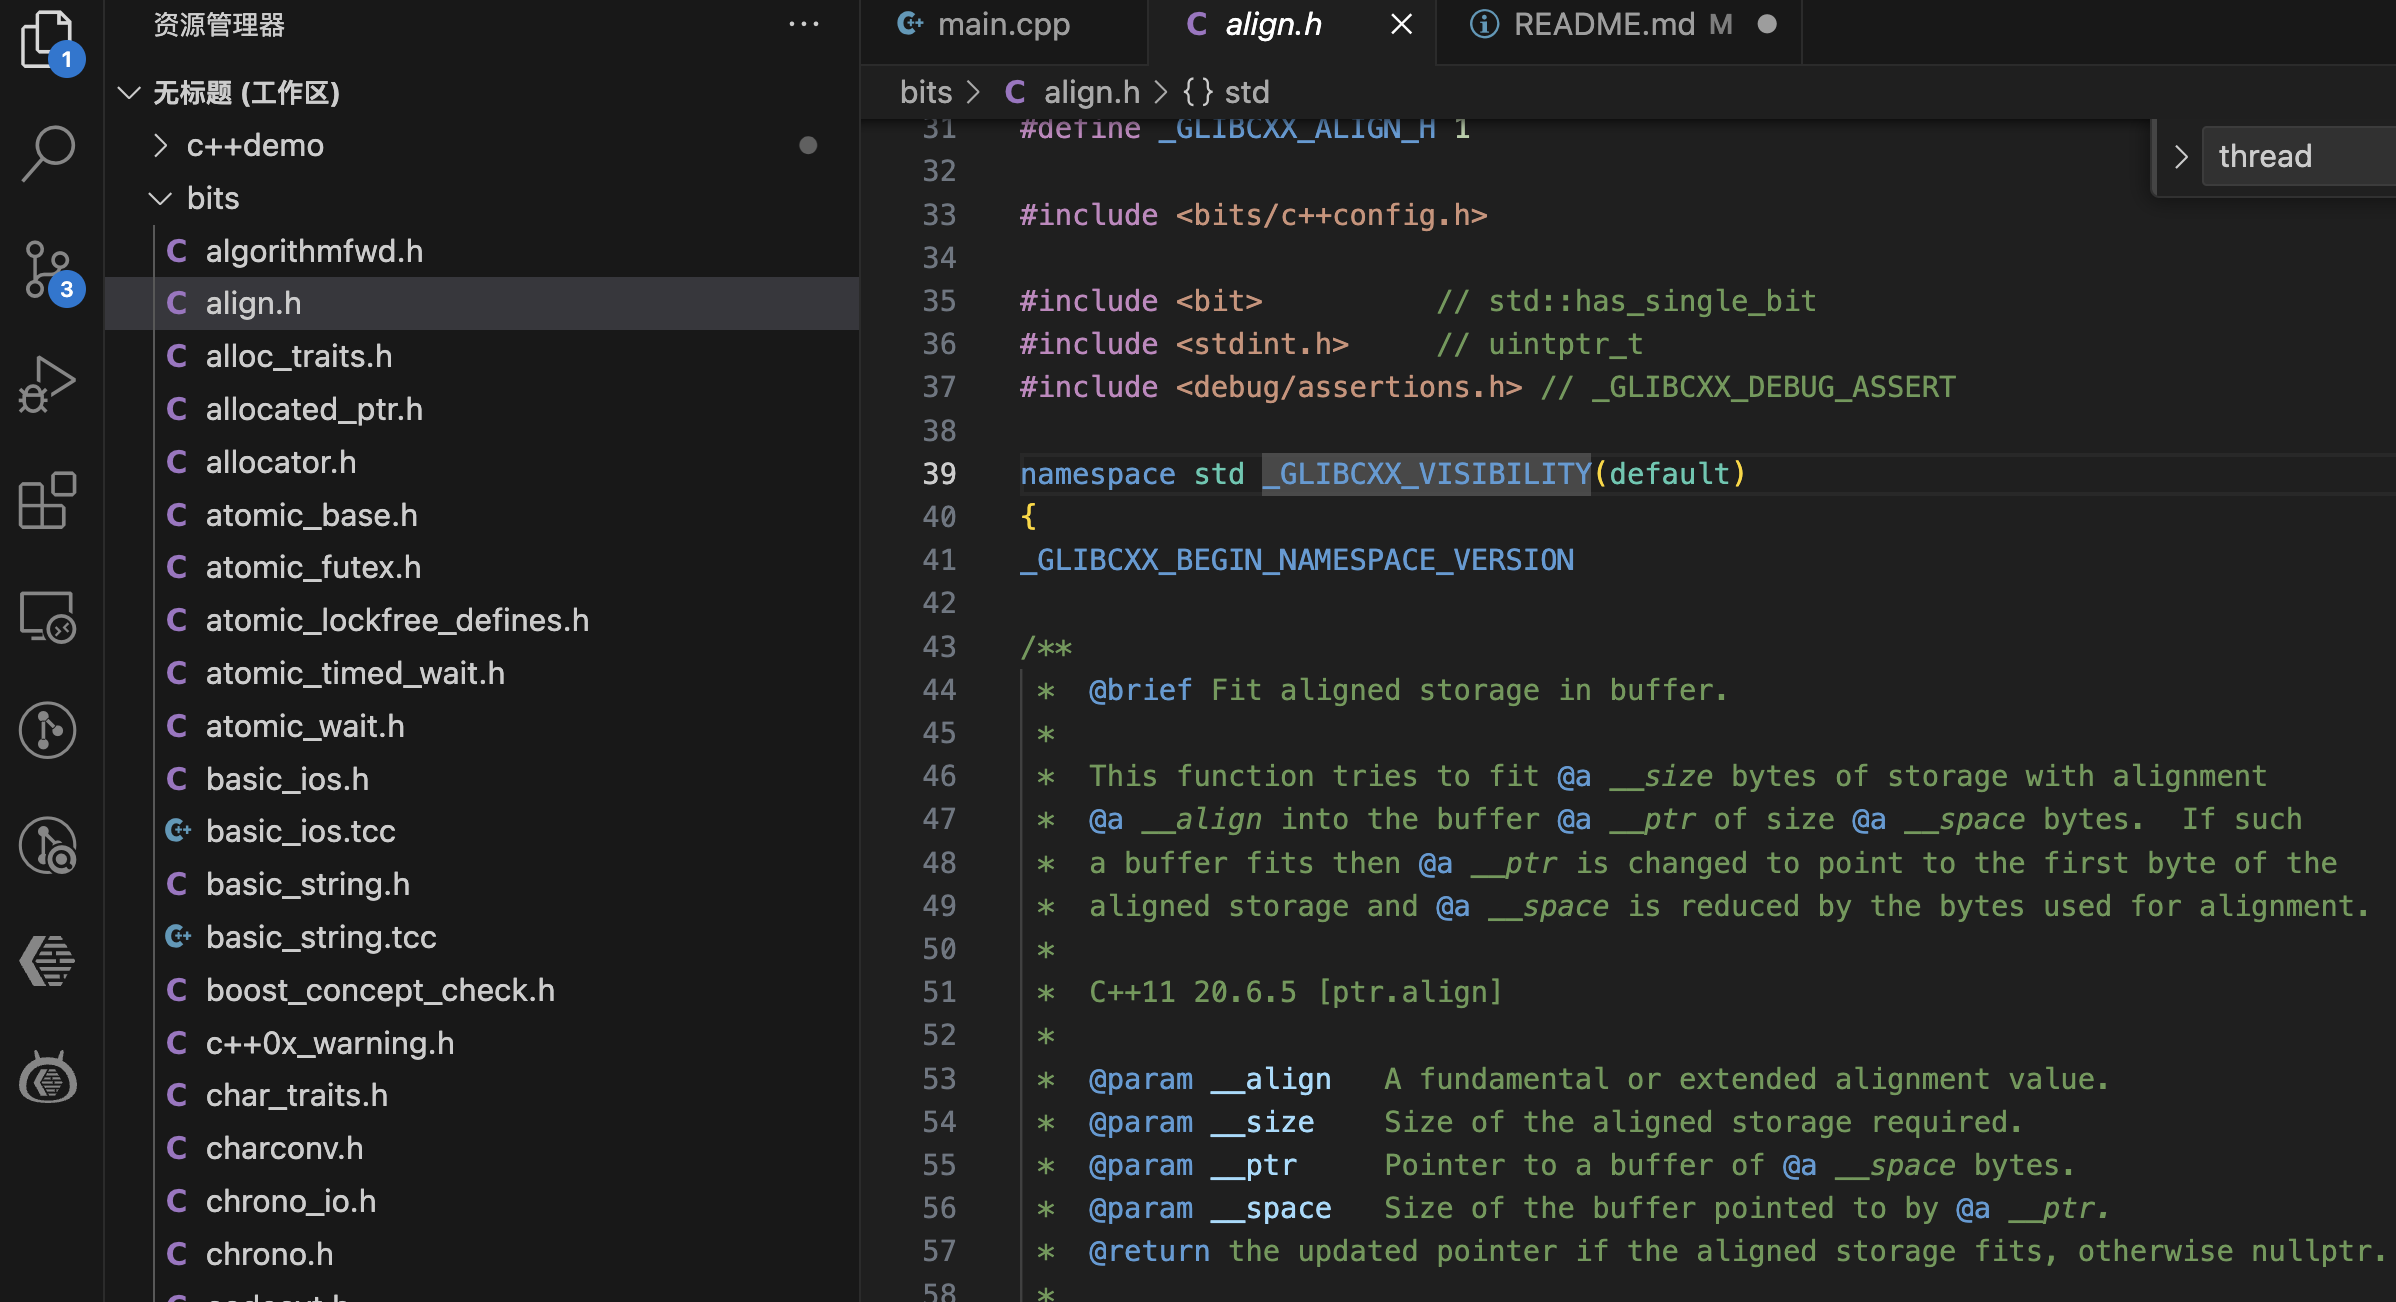 资源管理器 ···
无标题 (工作区)
c++demo
bits
algorithmfwd.h
align.h
alloc_traits.h
allocated_ptr.h
allocator.h
atomic_base.h
atomic_futex.h
atomic_lockfree_defines.h
atomic_timed_wait.h
atomic_wait.h
basic_ios.h
basic_ios.tcc
basic_string.h
basic_string.tcc
boost_concept_check.h
c++0x_warning.h
char_traits.h
charconv.h
chrono_io.h
chrono.h
1
3
main.cpp
align.h
README.md M
bits > align.h > {} std
thread
31 #define _GLIBCXX_ALIGN_H 1
32
33 #include <bits/c++config.h>
34
35 #include <bit>          // std::has_single_bit
36 #include <stdint.h>     // uintptr_t
37 #include <debug/assertions.h> // _GLIBCXX_DEBUG_ASSERT
38
39 namespace std _GLIBCXX_VISIBILITY(default)
40 {
41 _GLIBCXX_BEGIN_NAMESPACE_VERSION
42
43 /**
44  *  @brief Fit aligned storage in buffer.
45  *
46  *  This function tries to fit @a __size bytes of storage with alignment
47  *  @a __align into the buffer @a __ptr of size @a __space bytes.  If such
48  *  a buffer fits then @a __ptr is changed to point to the first byte of the
49  *  aligned storage and @a __space is reduced by the bytes used for alignment.
50  *
51  *  C++11 20.6.5 [ptr.align]
52  *
53  *  @param __align   A fundamental or extended alignment value.
54  *  @param __size    Size of the aligned storage required.
55  *  @param __ptr     Pointer to a buffer of @a __space bytes.
56  *  @param __space   Size of the buffer pointed to by @a __ptr.
57  *  @return the updated pointer if the aligned storage fits, otherwise nullptr.
58  *